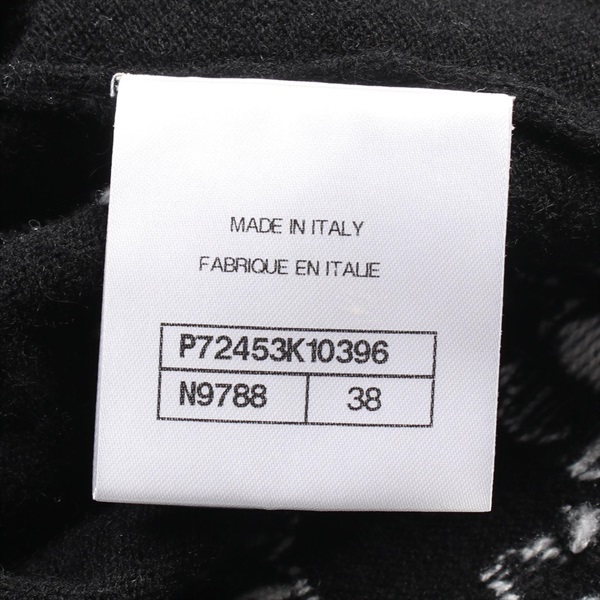 MADE IN ITALY
FABRIQUE EN ITALIE
P72453K10396
N9788 38